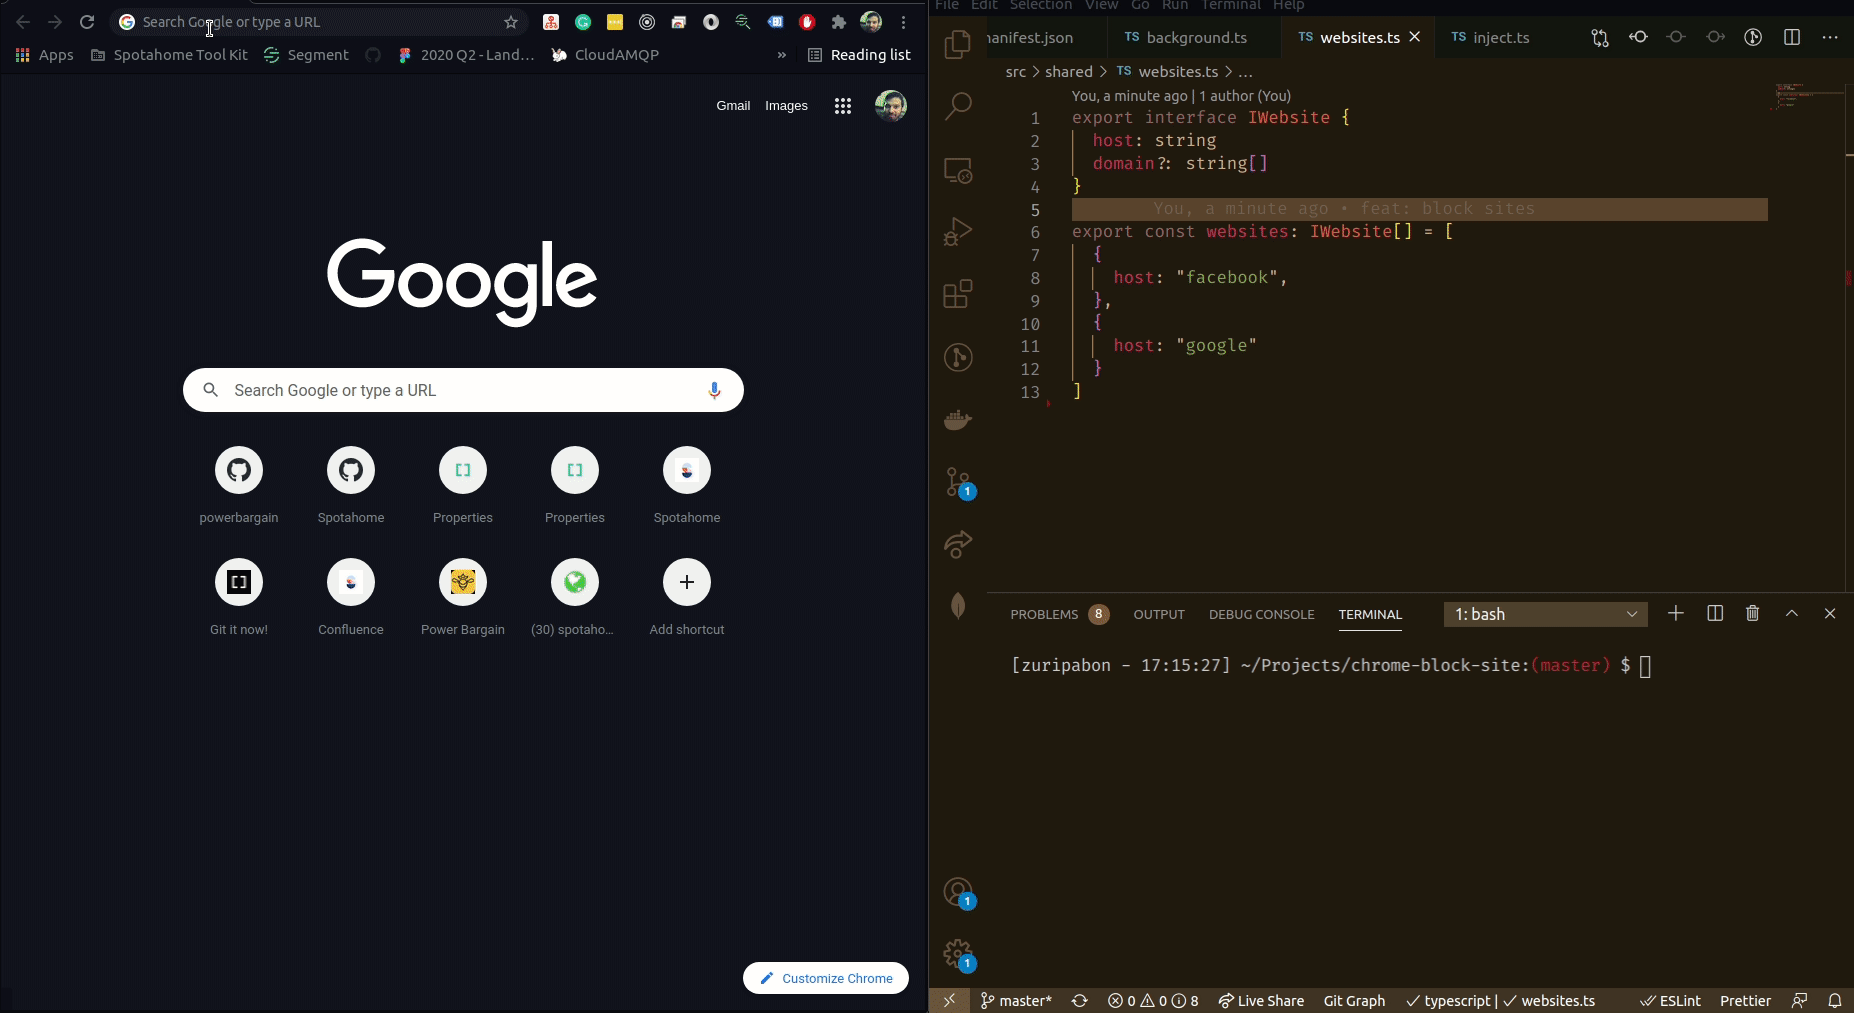 Search Google or type a URL
Apps
Spotahome Tool Kit
Segment
2020 Q2 - Land…
CloudAMQP
»
Reading list
Gmail
Images
Google
Search Google or type a URL
powerbargain
Spotahome
Properties
Properties
Spotahome
Git it now!
Confluence
Power Bargain
(30) spotaho…
Add shortcut
Customize Chrome
File Edit Selection View Go Run Terminal Help
manifest.json
TS background.ts
TS websites.ts
TS inject.ts
src > shared > TS websites.ts > …
You, a minute ago | 1 author (You)
1 export interface IWebsite {
2 host: string
3 domain?: string[]
4 }
5 You, a minute ago • feat: block sites
6 export const websites: IWebsite[] = [
7 {
8 host: "facebook",
9 },
10 {
11 host: "google"
12 }
13 ]
1
PROBLEMS 8 OUTPUT DEBUG CONSOLE TERMINAL 1: bash
[zuripabon - 17:15:27] ~/Projects/chrome-block-site:(master) $
1
1
master* 0 0 8 Live Share Git Graph ✓ typescript | ✓ websites.ts ESLint Prettier